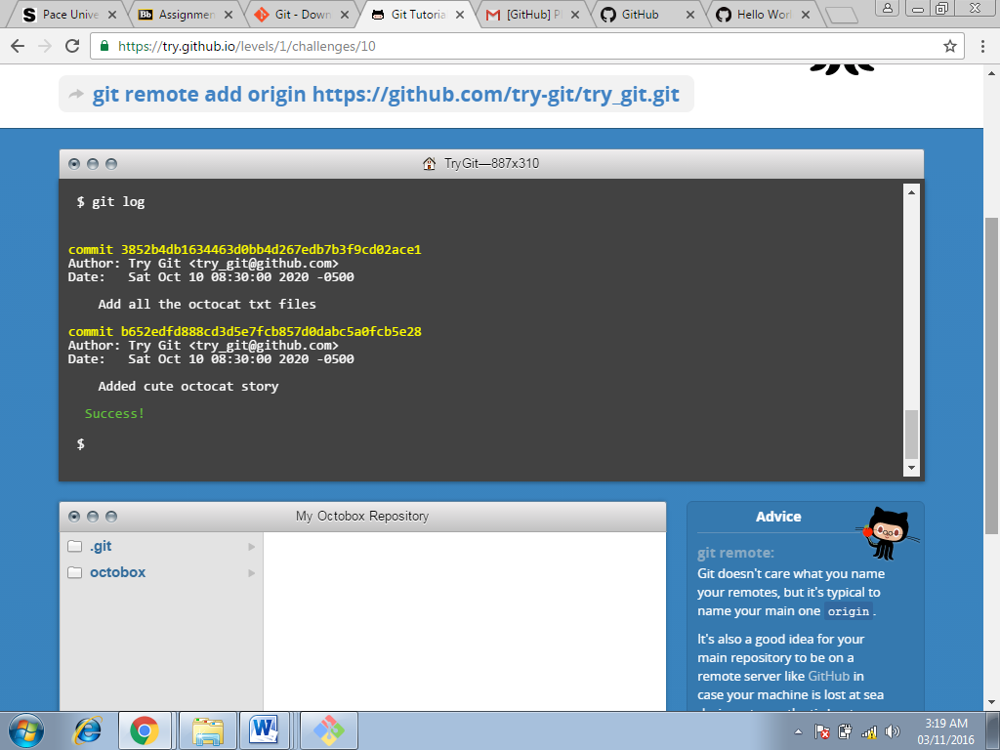 Pace Unive
Assignmen
Git - Down
Git Tutoria
[GitHub] Pl
GitHub
Hello Worl
https://try.github.io/levels/1/challenges/10
git remote add origin https://github.com/try-git/try_git.git
TryGit—887x310
$ git log
commit 3852b4db1634463d0bb4d267edb7b3f9cd02ace1
Author: Try Git <try_git@github.com>
Date:   Sat Oct 10 08:30:00 2020 -0500
Add all the octocat txt files
commit b652edfd888cd3d5e7fcb857d0dabc5a0fcb5e28
Author: Try Git <try_git@github.com>
Date:   Sat Oct 10 08:30:00 2020 -0500
Added cute octocat story
Success!
$
My Octobox Repository
.git
octobox
Advice
git remote:
Git doesn't care what you name
your remotes, but it's typical to
name your main one origin.
It's also a good idea for your
main repository to be on a
remote server like GitHub in
case your machine is lost at sea
3:19 AM
03/11/2016